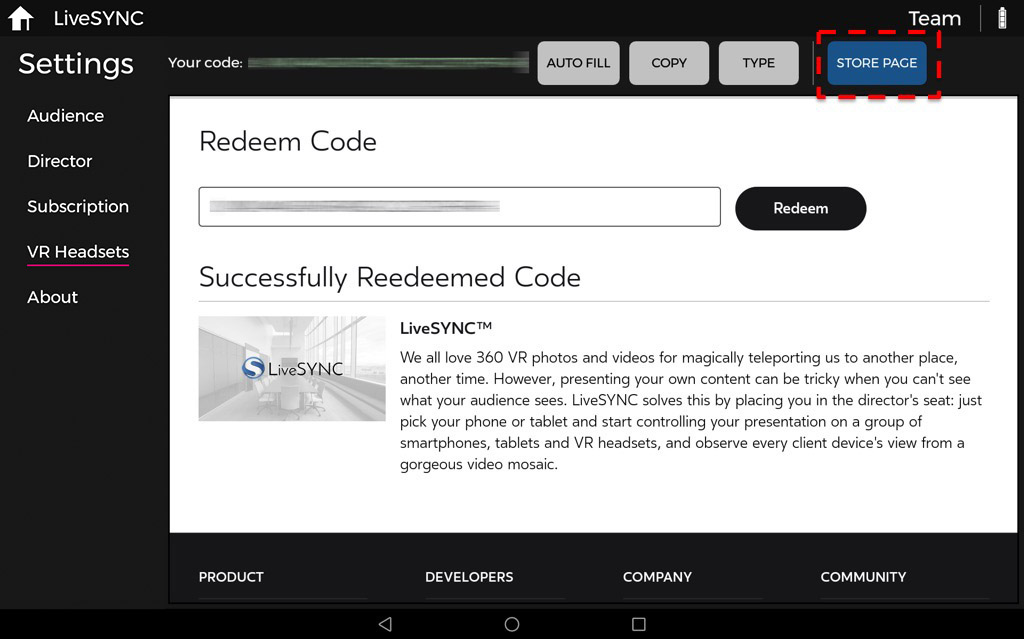 LiveSYNC
Team
Settings
Your code:
AUTO FILL
COPY
TYPE
STORE PAGE
Audience
Director
Subscription
VR Headsets
About
Redeem Code
Redeem
Successfully Reedeemed Code
LiveSYNC
LiveSYNC™
We all love 360 VR photos and videos for magically teleporting us to another place,
another time. However, presenting your own content can be tricky when you can't see
what your audience sees. LiveSYNC solves this by placing you in the director's seat: just
pick your phone or tablet and start controlling your presentation on a group of
smartphones, tablets and VR headsets, and observe every client device's view from a
gorgeous video mosaic.
PRODUCT
DEVELOPERS
COMPANY
COMMUNITY